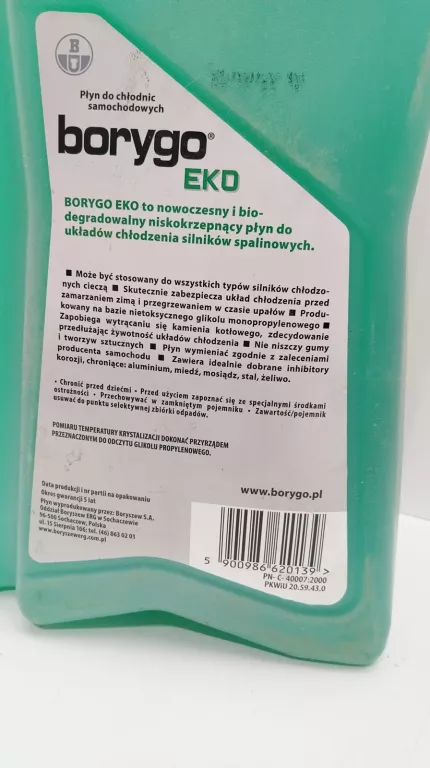 B
U
Płyn do chłodnic
samochodowych
borygo®
EKO
BORYGO EKO to nowoczesny i bio-
degradowalny niskokrzepnący płyn do
układów chłodzenia silników spalinowych.
■ Może być stosowany do wszystkich typów silników chłodzo-
nych cieczą ■ Skutecznie zabezpiecza układ chłodzenia przed
zamarzaniem zimą i przegrzewaniem w czasie upałów ■ Produ-
kowany na bazie nietoksycznego glikolu monopropylenowego ■
Zapobiega wytrącaniu się kamienia kotłowego, zdecydowanie
przedłużając żywotność układów chłodzenia ■ Nie niszczy gumy
i tworzyw sztucznych ■ Płyn wymieniać zgodnie z zaleceniami
producenta samochodu ■ Zawiera idealnie dobrane inhibitory
korozji, chroniące: aluminium, miedź, mosiądz, stal, żeliwo.
• Chronić przed dziećmi • Przed użyciem zapoznać się ze specjalnymi środkami
ostrożności • Przechowywać w zamkniętym pojemniku • Zawartość/pojemnik
usuwać do punktu selektywnej zbiórki odpadów.
POMIARU TEMPERATURY KRYSTALIZACJI DOKONAĆ PRZYRZĄDEM
PRZEZNACZONYM DO ODCZYTU GLIKOLU PROPYLENOWEGO.
Data produkcji i nr partii na opakowaniu
Okres gwarancji 5 lat
Płyn wyprodukowany przez: Boryszew S.A.
Oddział Boryszew ERG w Sochaczewie
96-500 Sochaczew, Polska
ul. 15 Sierpnia 106; tel. (46) 863 02 01
www.boryszewerg.com.pl
www.borygo.pl
5 900986 620139 >
PN- C- 40007:2000
PKWiU 20.59.43.0